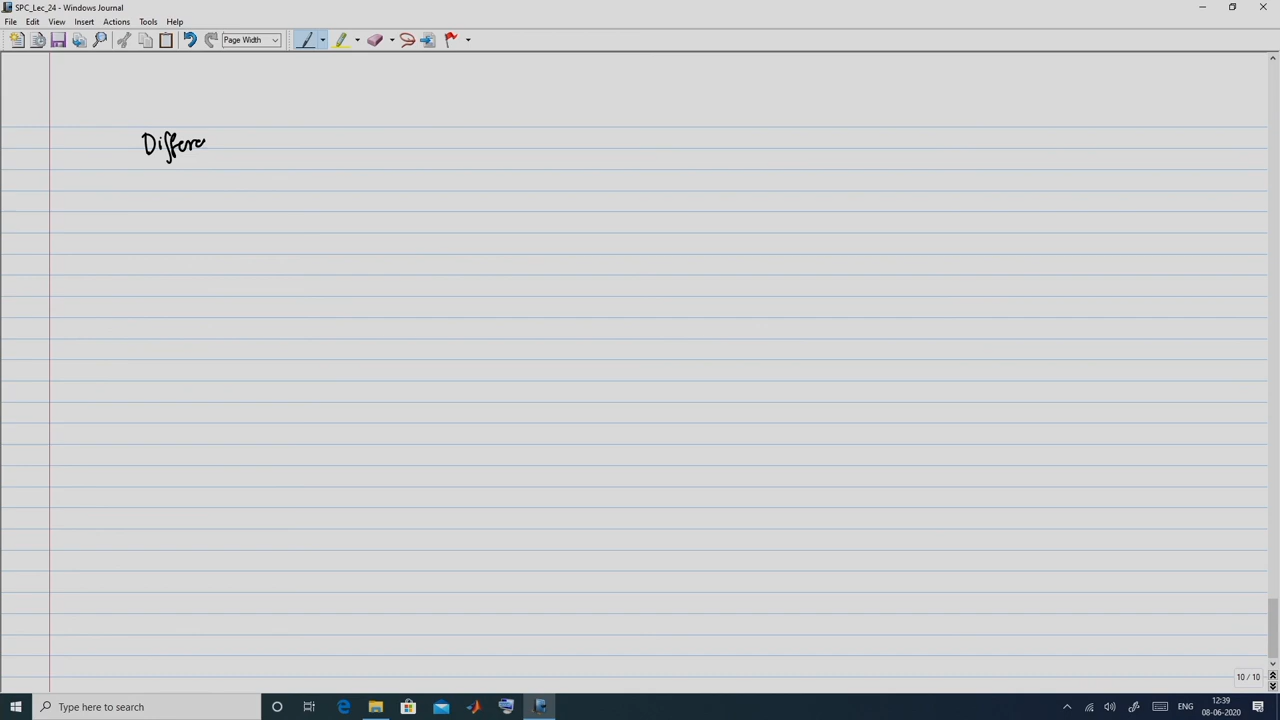 SPC_Lec_24 - Windows Journal
File Edit View Insert Actions Tools Help
Page Width
Differe
10 / 10
Type here to search
ENG
12:39
08-06-2020